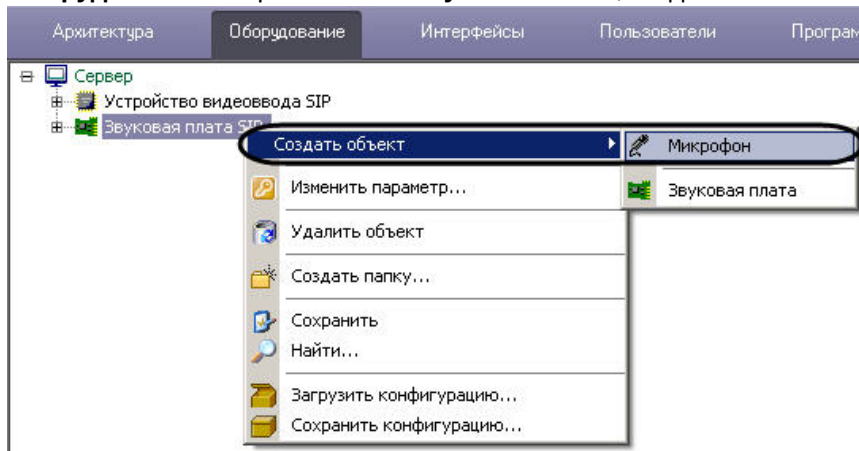 Архитектура Оборудование Интерфейсы Пользователи Програм
Сервер
Устройство видеоввода SIP
Звуковая плата SIP
Создать объект
Микрофон
Звуковая плата
Изменить параметр...
Удалить объект
Создать папку...
Сохранить
Найти...
Загрузить конфигурацию...
Сохранить конфигурацию...